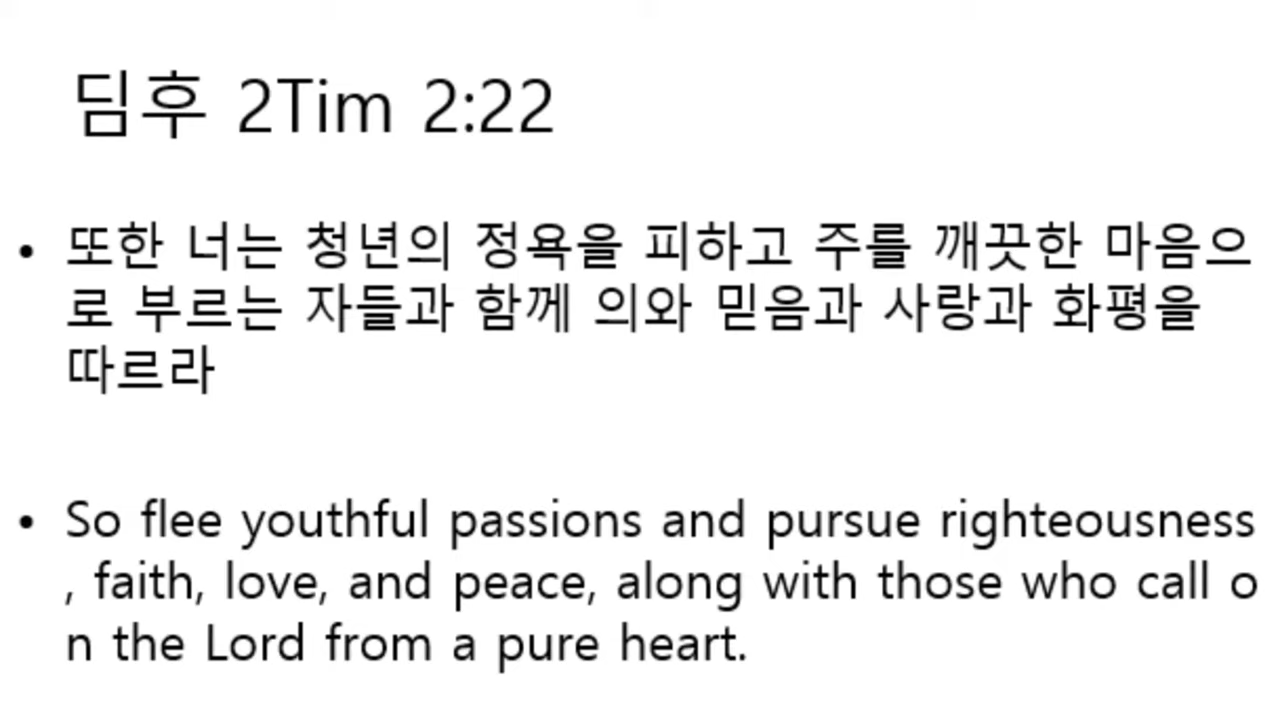 딤후 2Tim 2:22
• 또한 너는 청년의 정욕을 피하고 주를 깨끗한 마음으
로 부르는 자들과 함께 의와 믿음과 사랑과 화평을
따르라
• So flee youthful passions and pursue righteousness
, faith, love, and peace, along with those who call o
n the Lord from a pure heart.